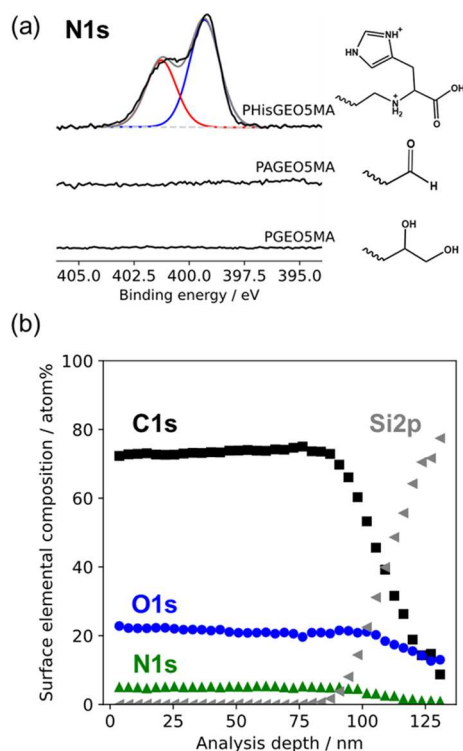 (a)
N1s
PHisGEO5MA
PAGEO5MA
PGEO5MA
405.0 402.5 400.0 397.5 395.0
Binding energy / eV
HN
NH
+
+
N
H₂
OH
O
O
H
OH
OH
(b)
100
80
60
40
20
0
Surface elemental composition / atom%
C1s
Si2p
O1s
N1s
0 25 50 75 100 125
Analysis depth / nm